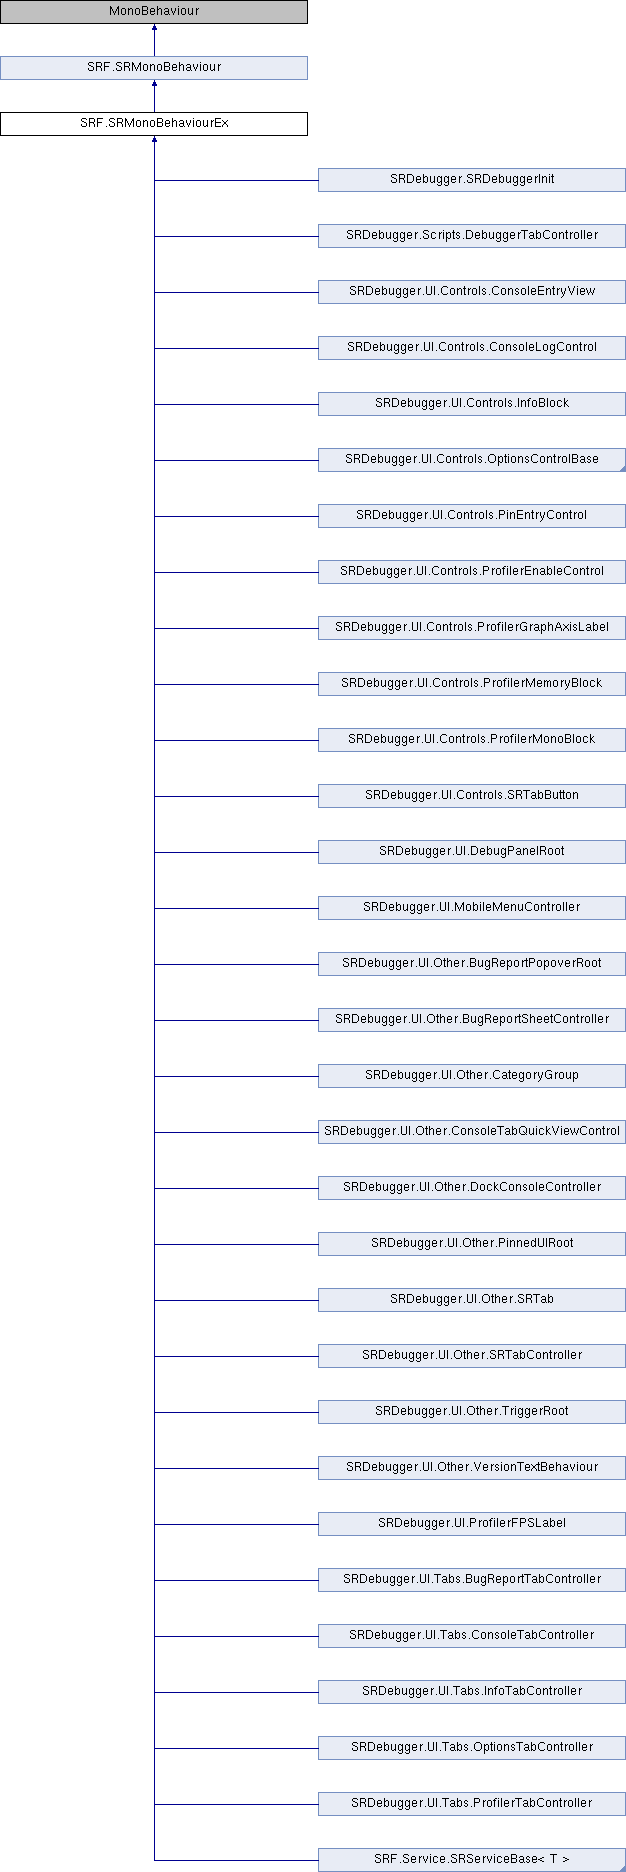 MonoBehaviour
SRF.SRMonoBehaviour
SRF.SRMonoBehaviourEx
SRDebugger.SRDebuggerInit
SRDebugger.Scripts.DebuggerTabController
SRDebugger.UI.Controls.ConsoleEntryView
SRDebugger.UI.Controls.ConsoleLogControl
SRDebugger.UI.Controls.InfoBlock
SRDebugger.UI.Controls.OptionsControlBase
SRDebugger.UI.Controls.PinEntryControl
SRDebugger.UI.Controls.ProfilerEnableControl
SRDebugger.UI.Controls.ProfilerGraphAxisLabel
SRDebugger.UI.Controls.ProfilerMemoryBlock
SRDebugger.UI.Controls.ProfilerMonoBlock
SRDebugger.UI.Controls.SRTabButton
SRDebugger.UI.DebugPanelRoot
SRDebugger.UI.MobileMenuController
SRDebugger.UI.Other.BugReportPopoverRoot
SRDebugger.UI.Other.BugReportSheetController
SRDebugger.UI.Other.CategoryGroup
SRDebugger.UI.Other.ConsoleTabQuickViewControl
SRDebugger.UI.Other.DockConsoleController
SRDebugger.UI.Other.PinnedUIRoot
SRDebugger.UI.Other.SRTab
SRDebugger.UI.Other.SRTabController
SRDebugger.UI.Other.TriggerRoot
SRDebugger.UI.Other.VersionTextBehaviour
SRDebugger.UI.ProfilerFPSLabel
SRDebugger.UI.Tabs.BugReportTabController
SRDebugger.UI.Tabs.ConsoleTabController
SRDebugger.UI.Tabs.InfoTabController
SRDebugger.UI.Tabs.OptionsTabController
SRDebugger.UI.Tabs.ProfilerTabController
SRF.Service.SRServiceBase< T >